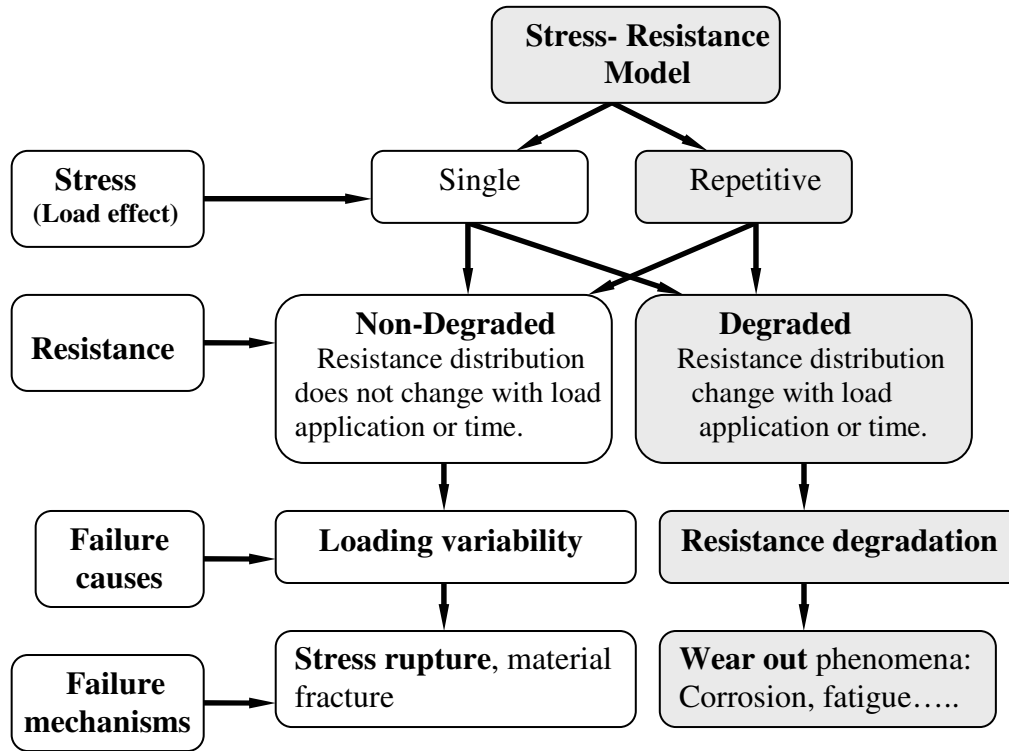 Stress- Resistance
Model
Stress
(Load effect)
Single
Repetitive
Resistance
Non-Degraded
Resistance distribution
does not change with load
application or time.
Degraded
Resistance distribution
change with load
application or time.
Failure
causes
Loading variability
Resistance degradation
Failure
mechanisms
Stress rupture, material
fracture
Wear out phenomena:
Corrosion, fatigue…..